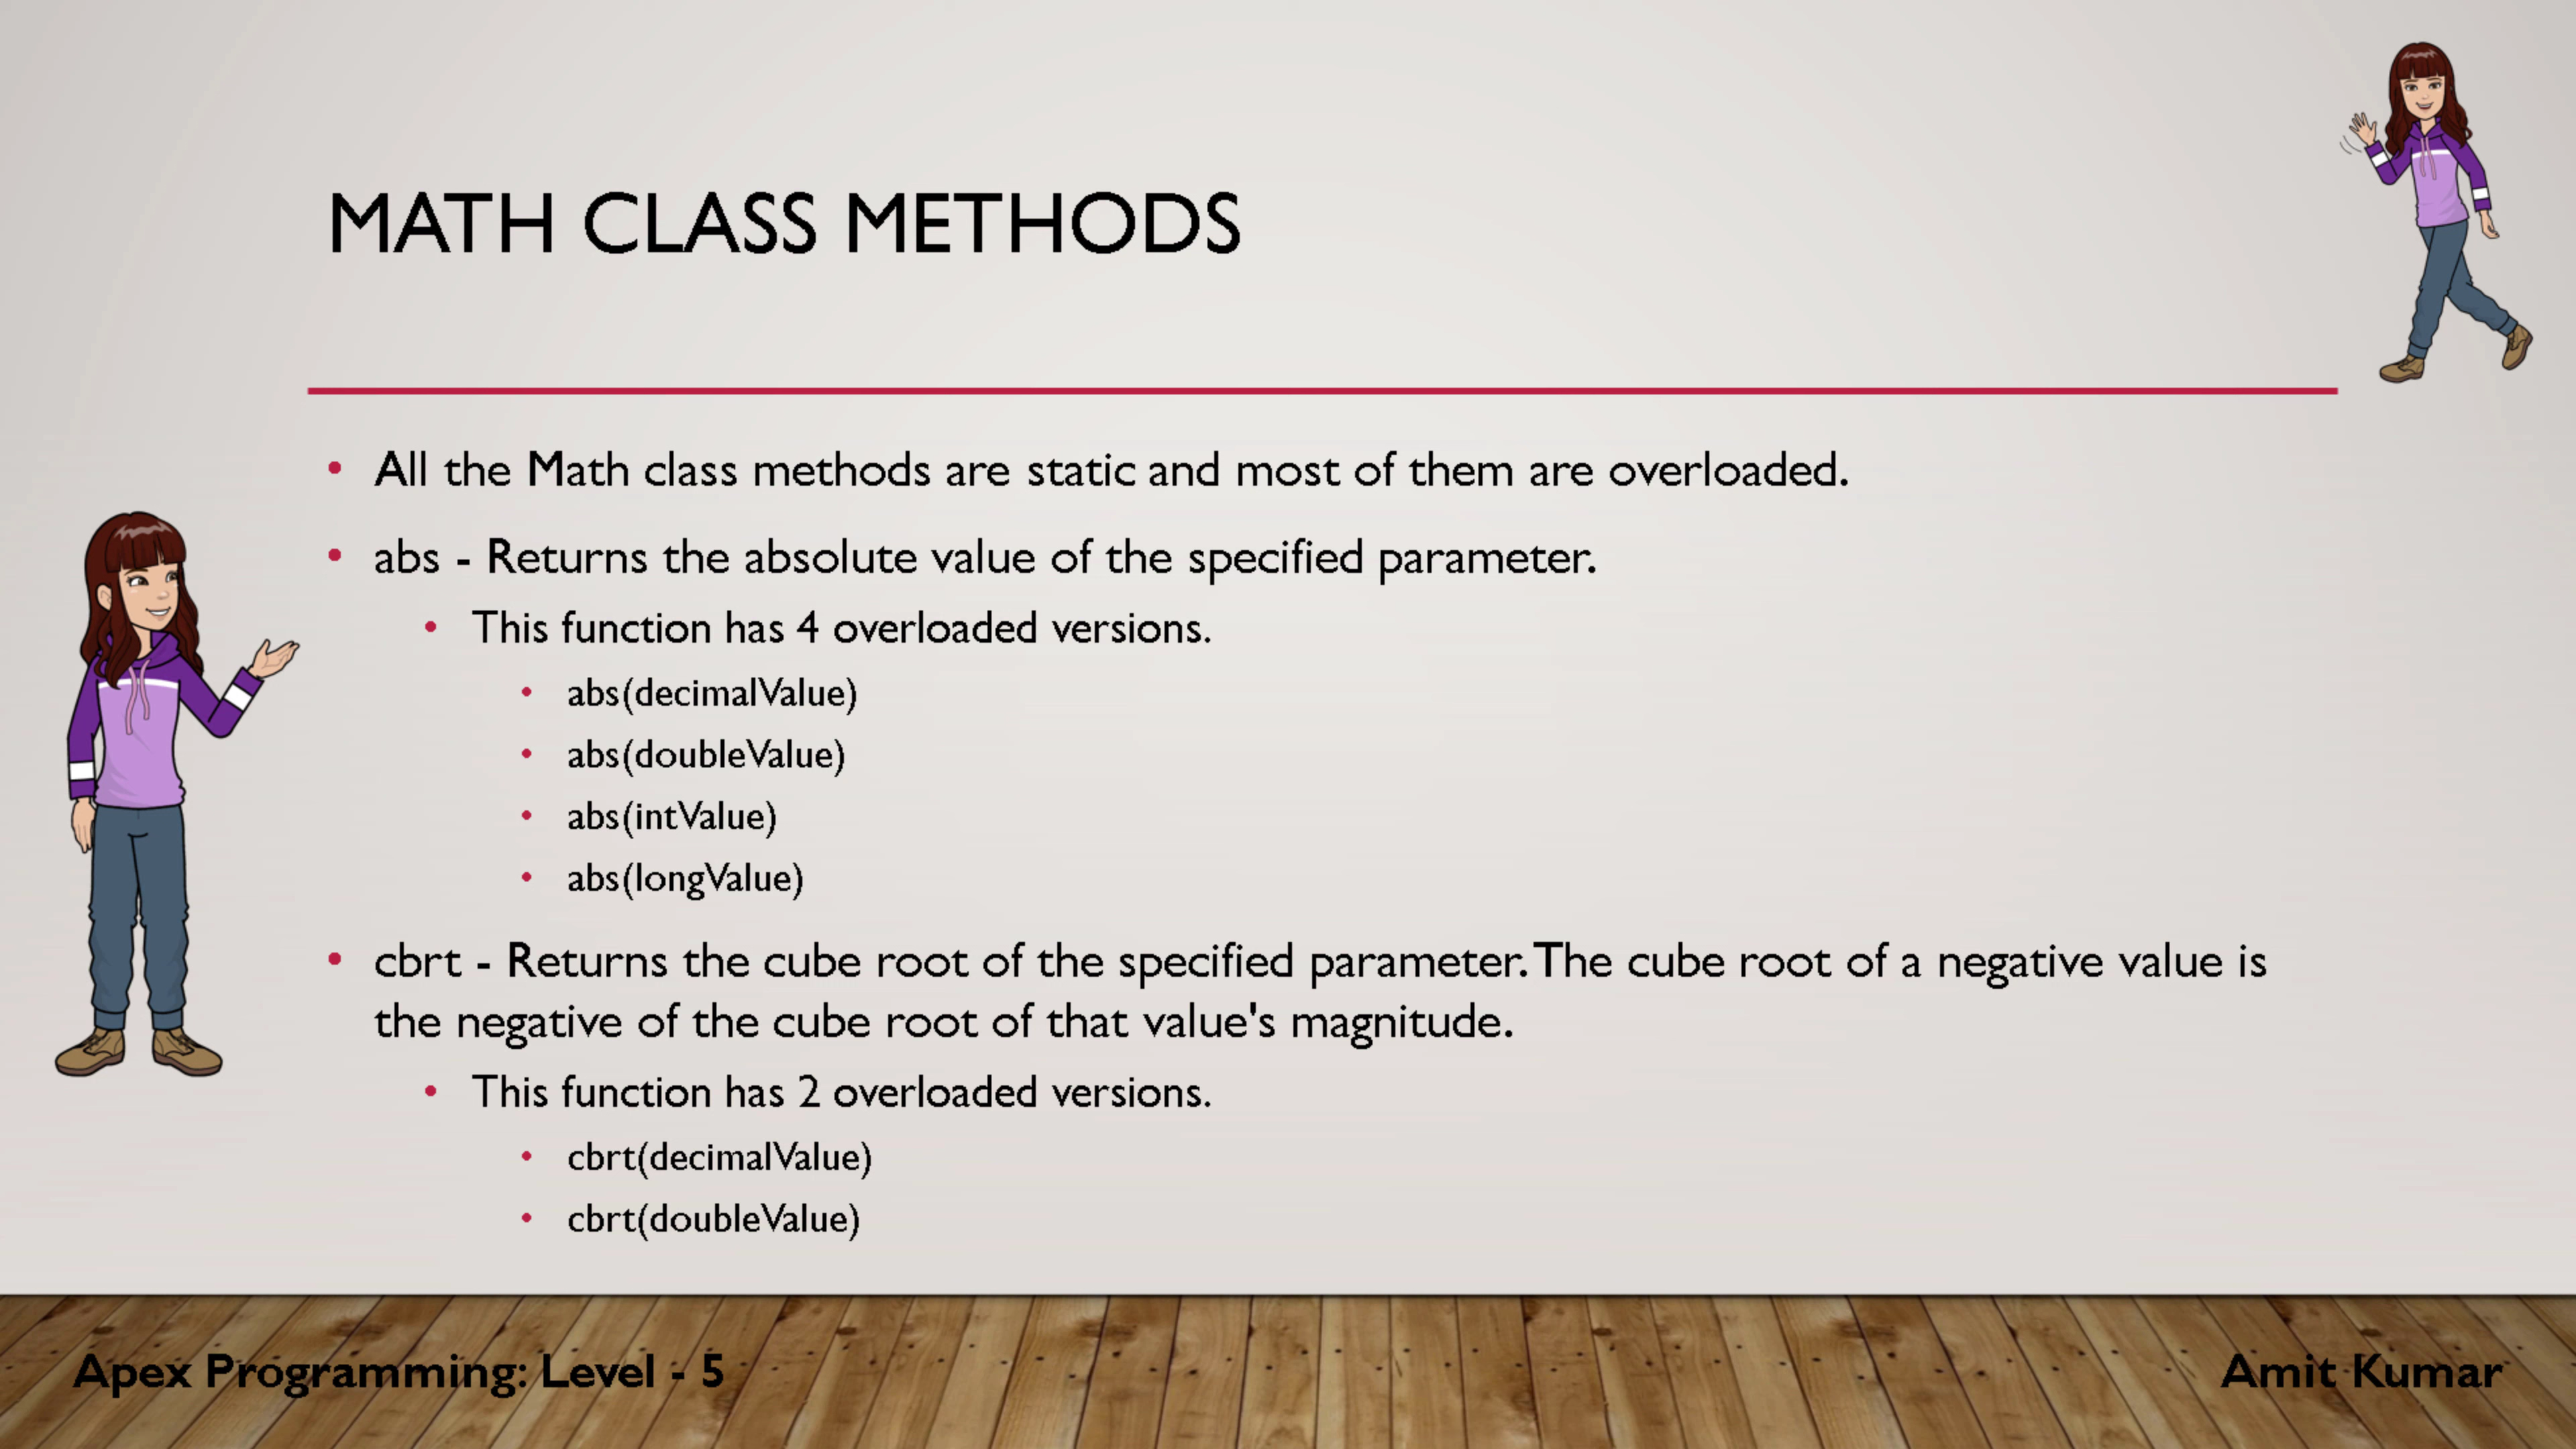 MATH CLASS METHODS
• All the Math class methods are static and most of them are overloaded.
• abs - Returns the absolute value of the specified parameter.
• This function has 4 overloaded versions.
• abs(decimalValue)
• abs(doubleValue)
• abs(intValue)
• abs(longValue)
• cbrt - Returns the cube root of the specified parameter. The cube root of a negative value is
the negative of the cube root of that value's magnitude.
• This function has 2 overloaded versions.
• cbrt(decimalValue)
• cbrt(doubleValue)
Apex Programming: Level - 5
Amit Kumar